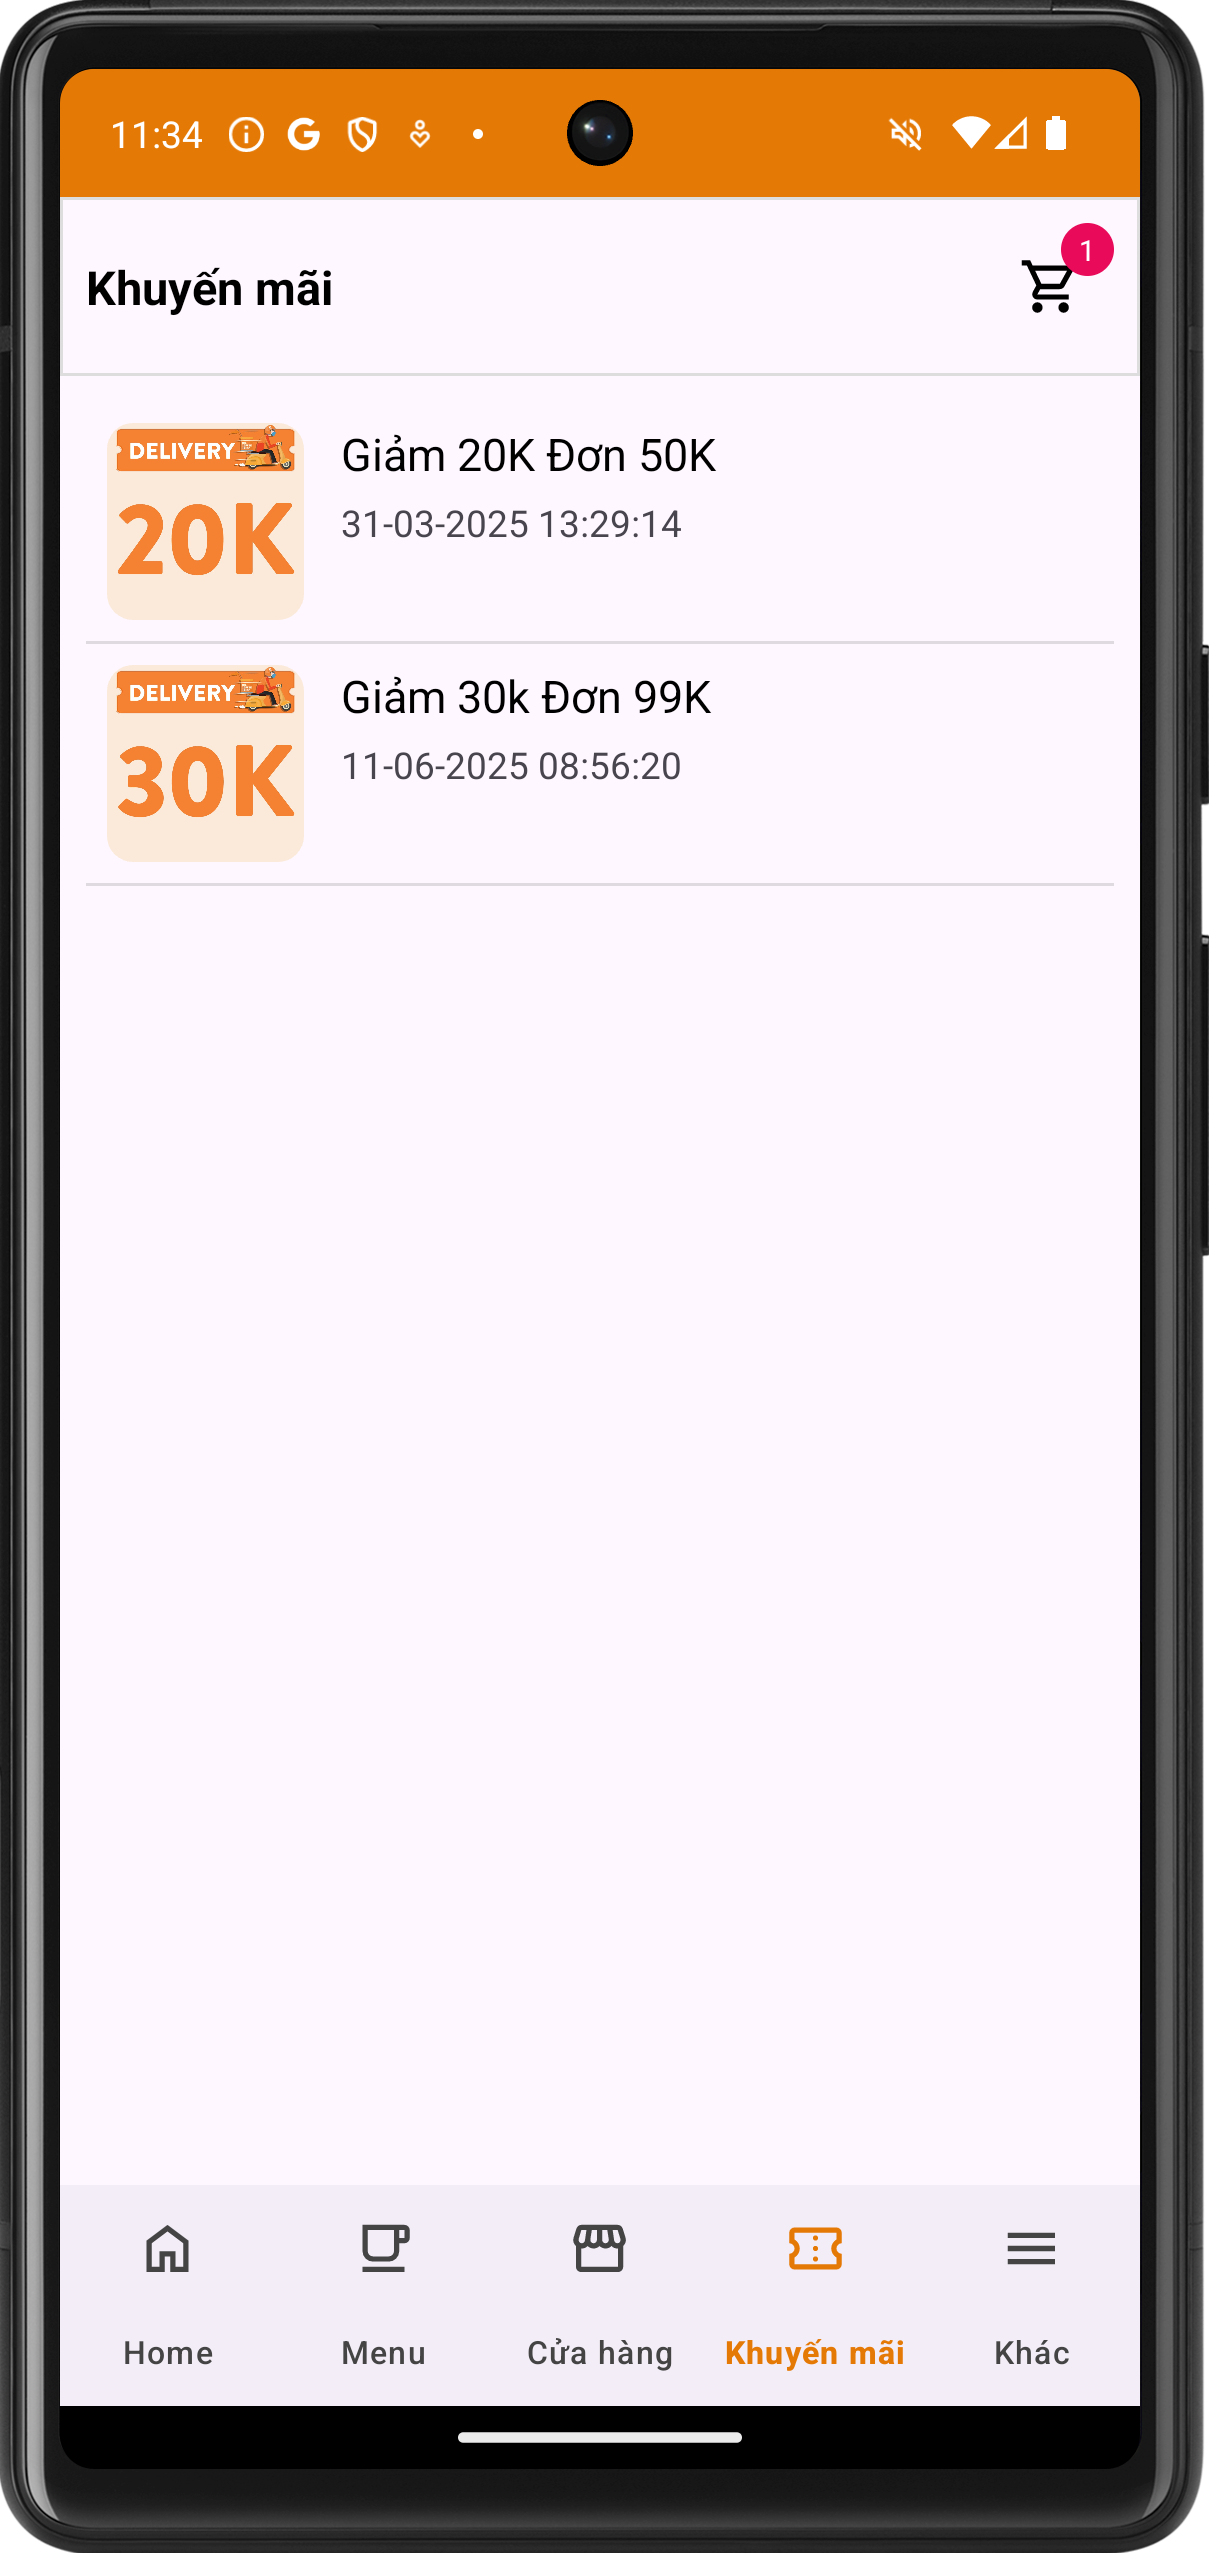 11:34
Khuyến mãi
1
DELIVERY
20K
Giảm 20K Đơn 50K
31-03-2025 13:29:14
DELIVERY
30K
Giảm 30k Đơn 99K
11-06-2025 08:56:20
Home
Menu
Cửa hàng
Khuyến mãi
Khác